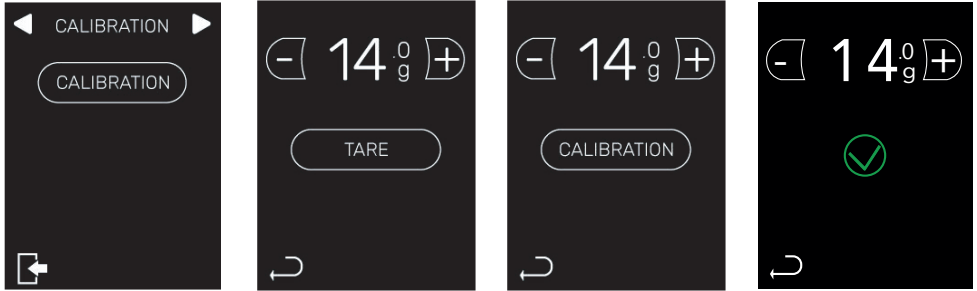 CALIBRATION
CALIBRATION
- 14.0 g +
TARE
- 14.0 g +
CALIBRATION
- 14.0 g +